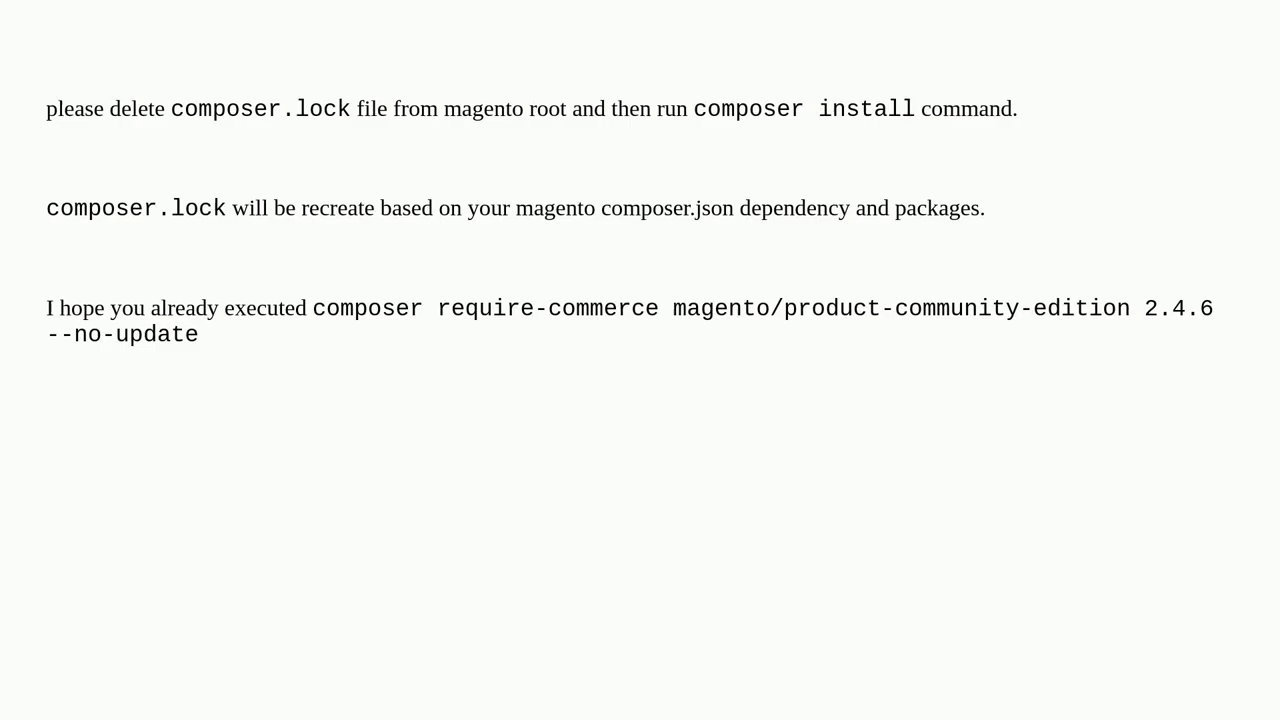 please delete composer.lock file from magento root and then run composer install command.
composer.lock will be recreate based on your magento composer.json dependency and packages.
I hope you already executed composer require-commerce magento/product-community-edition 2.4.6
--no-update